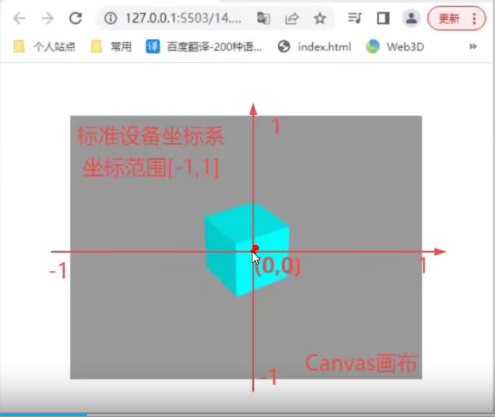 127.0.0.1:5503/14....
更新
个人站点
常用
译
百度翻译-200种语...
index.html
Web3D
»
1
标准设备坐标系
坐标范围[-1,1]
-1
(0,0)
1
Canvas画布
-1